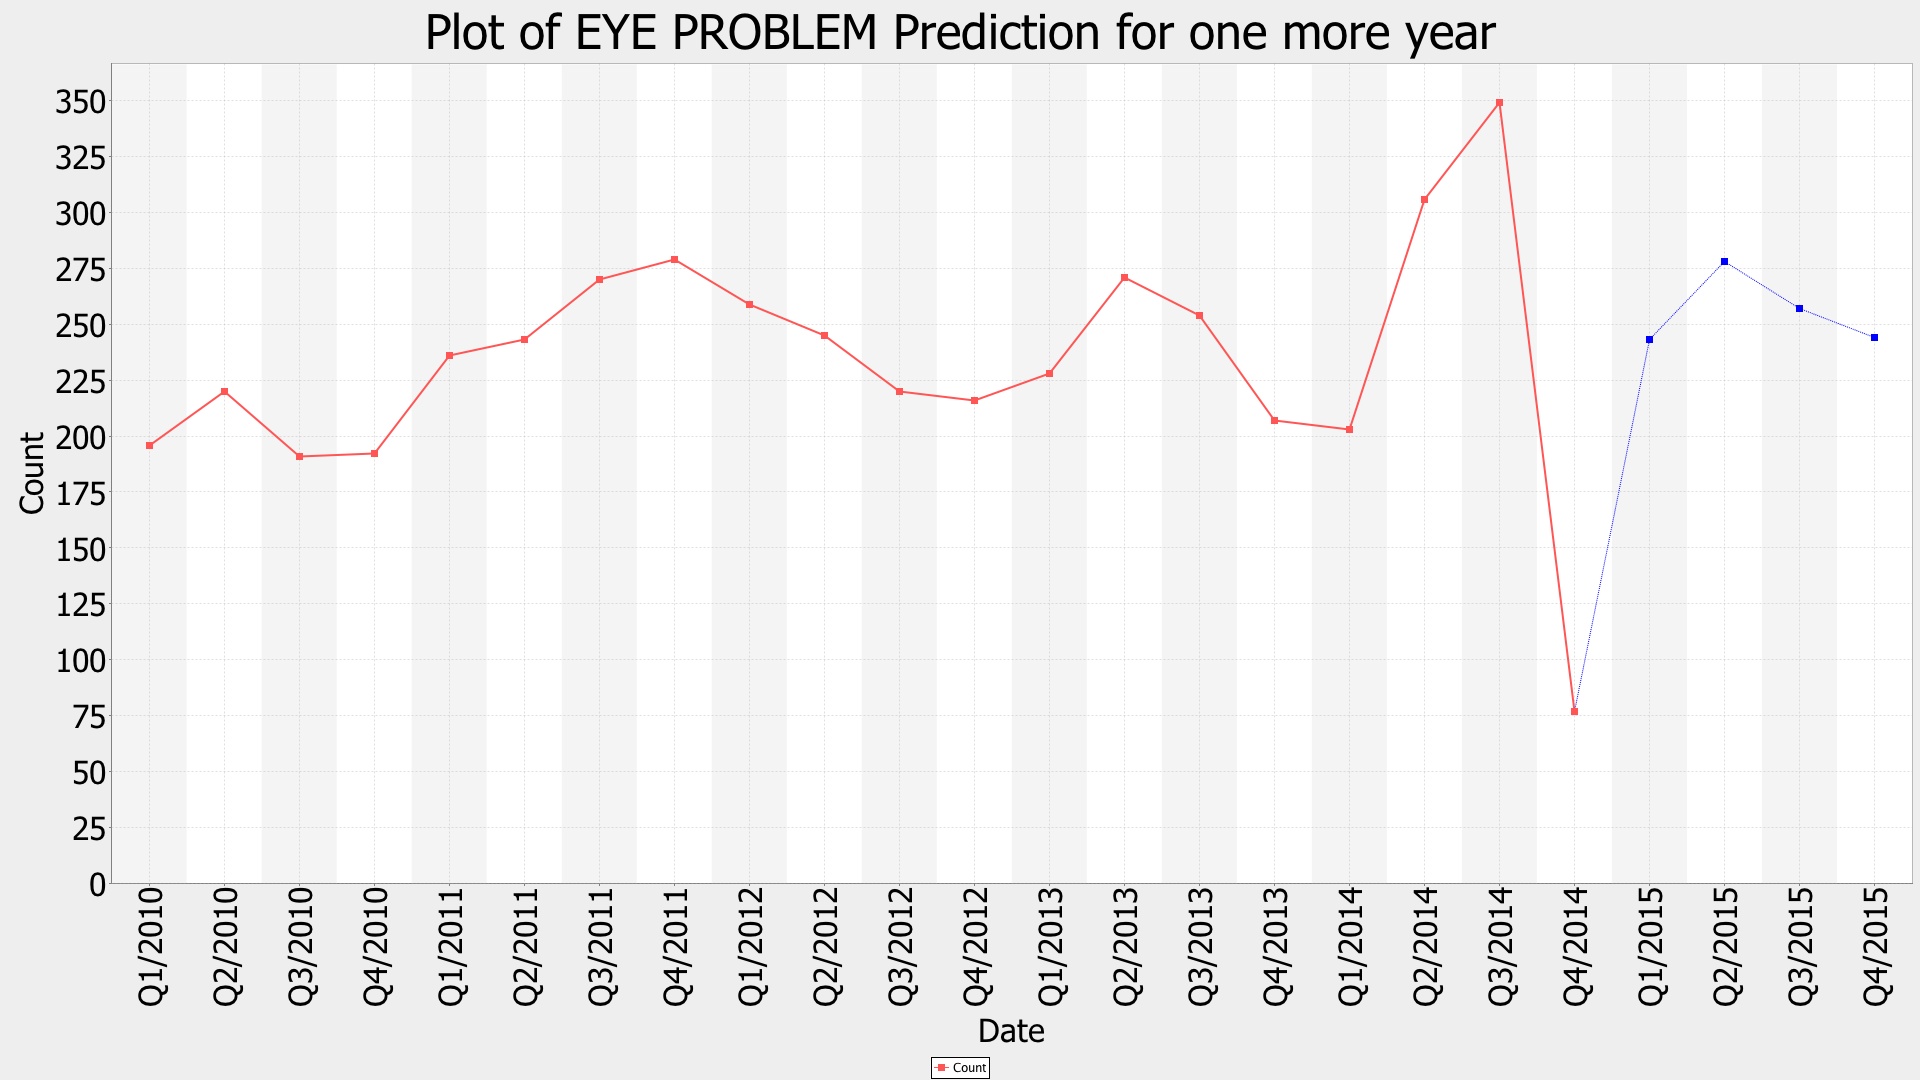 Plot of EYE PROBLEM Prediction for one more year
Count
350
325
300
275
250
225
200
175
150
125
100
75
50
25
0
Q1/2010
Q2/2010
Q3/2010
Q4/2010
Q1/2011
Q2/2011
Q3/2011
Q4/2011
Q1/2012
Q2/2012
Q3/2012
Q4/2012
Q1/2013
Q2/2013
Q3/2013
Q4/2013
Q1/2014
Q2/2014
Q3/2014
Q4/2014
Q1/2015
Q2/2015
Q3/2015
Q4/2015
Date
Count